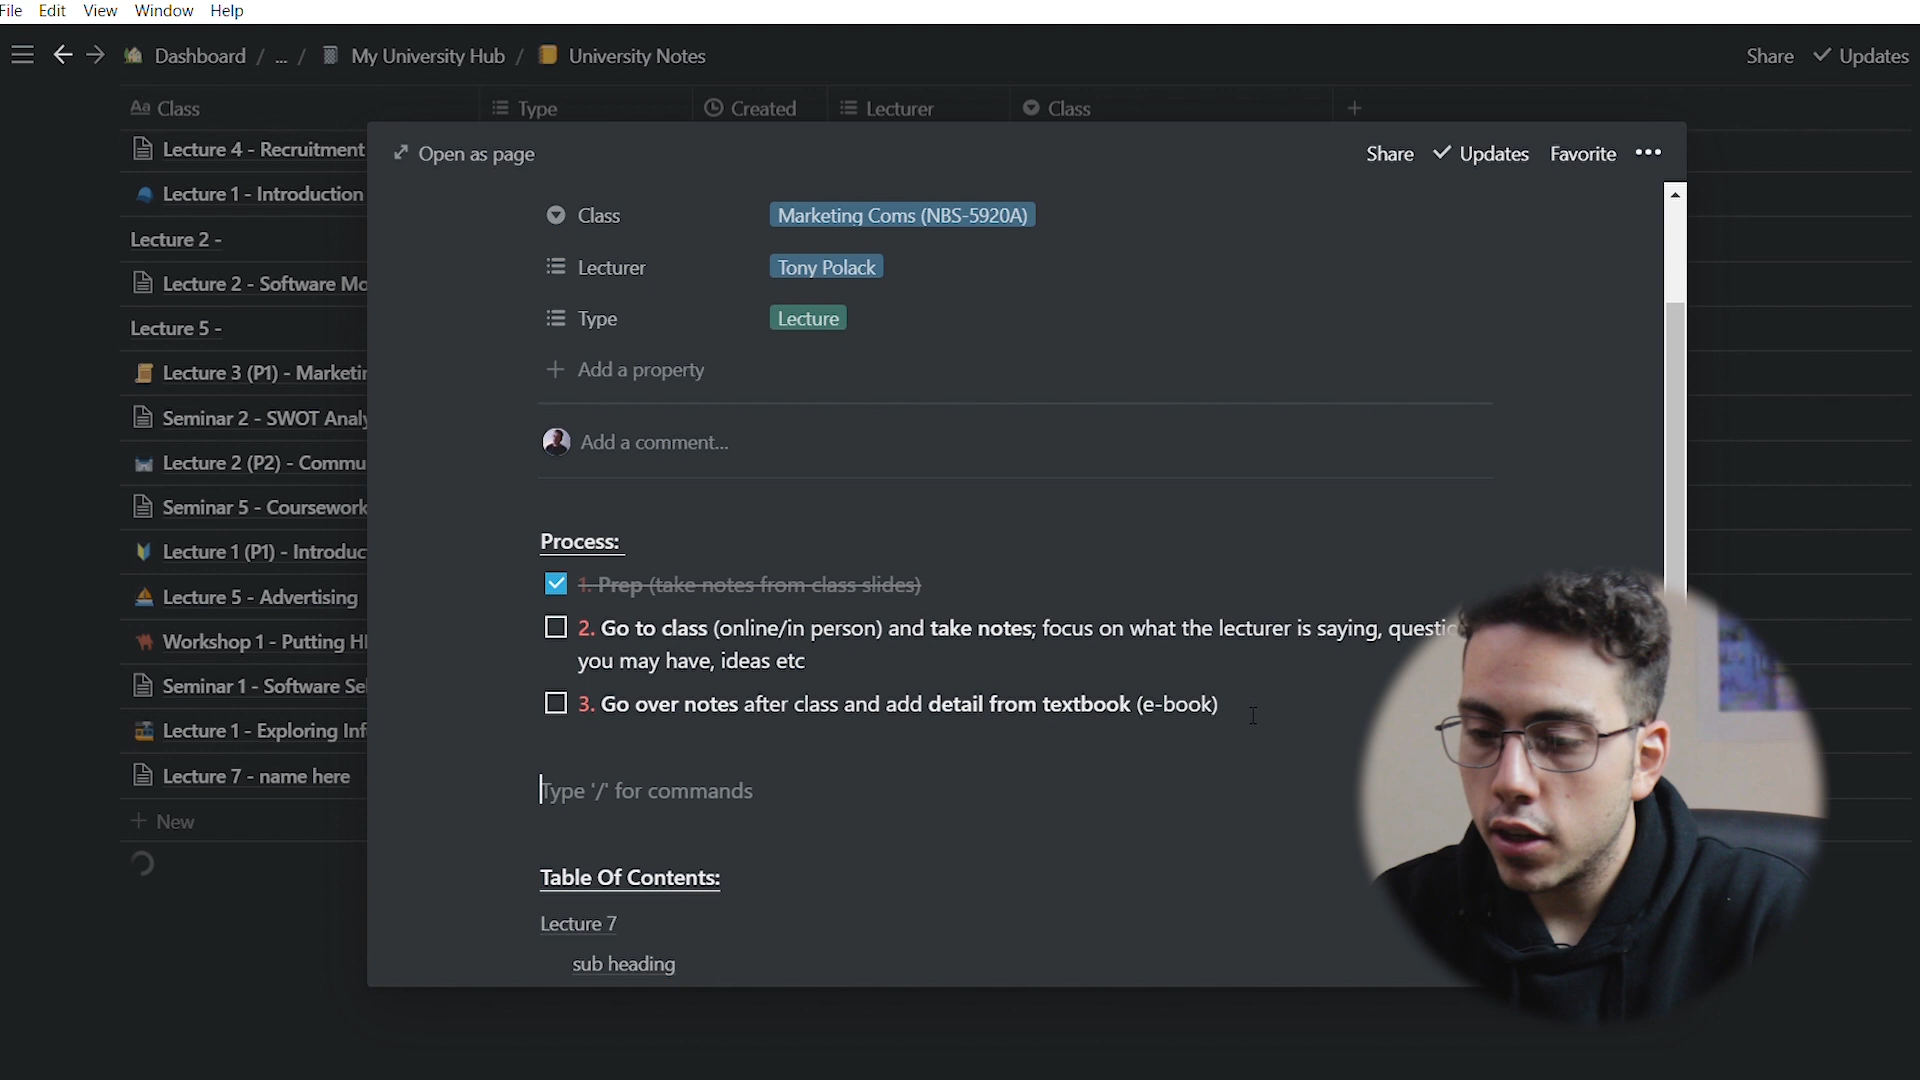 File Edit View Window Help
Dashboard / ... / My University Hub / University Notes
Share Updates
Aa Class Type Created Lecturer Class
Lecture 4 - Recruitment
Lecture 1 - Introduction
Lecture 2 -
Lecture 2 - Software Mo
Lecture 5 -
Lecture 3 (P1) - Marketin
Seminar 2 - SWOT Analy
Lecture 2 (P2) - Commu
Seminar 5 - Coursework
Lecture 1 (P1) - Introduc
Lecture 5 - Advertising
Workshop 1 - Putting H
Seminar 1 - Software Se
Lecture 1 - Exploring Inf
Lecture 7 - name here
+ New
Open as page
Share Updates Favorite •••
Class Marketing Coms (NBS-5920A)
Lecturer Tony Polack
Type Lecture
+ Add a property
Add a comment...
Process:
1. Prep (take notes from class slides)
2. Go to class (online/in person) and take notes; focus on what the lecturer is saying, questio
you may have, ideas etc
3. Go over notes after class and add detail from textbook (e-book)
Type '/' for commands
Table Of Contents:
Lecture 7
sub heading